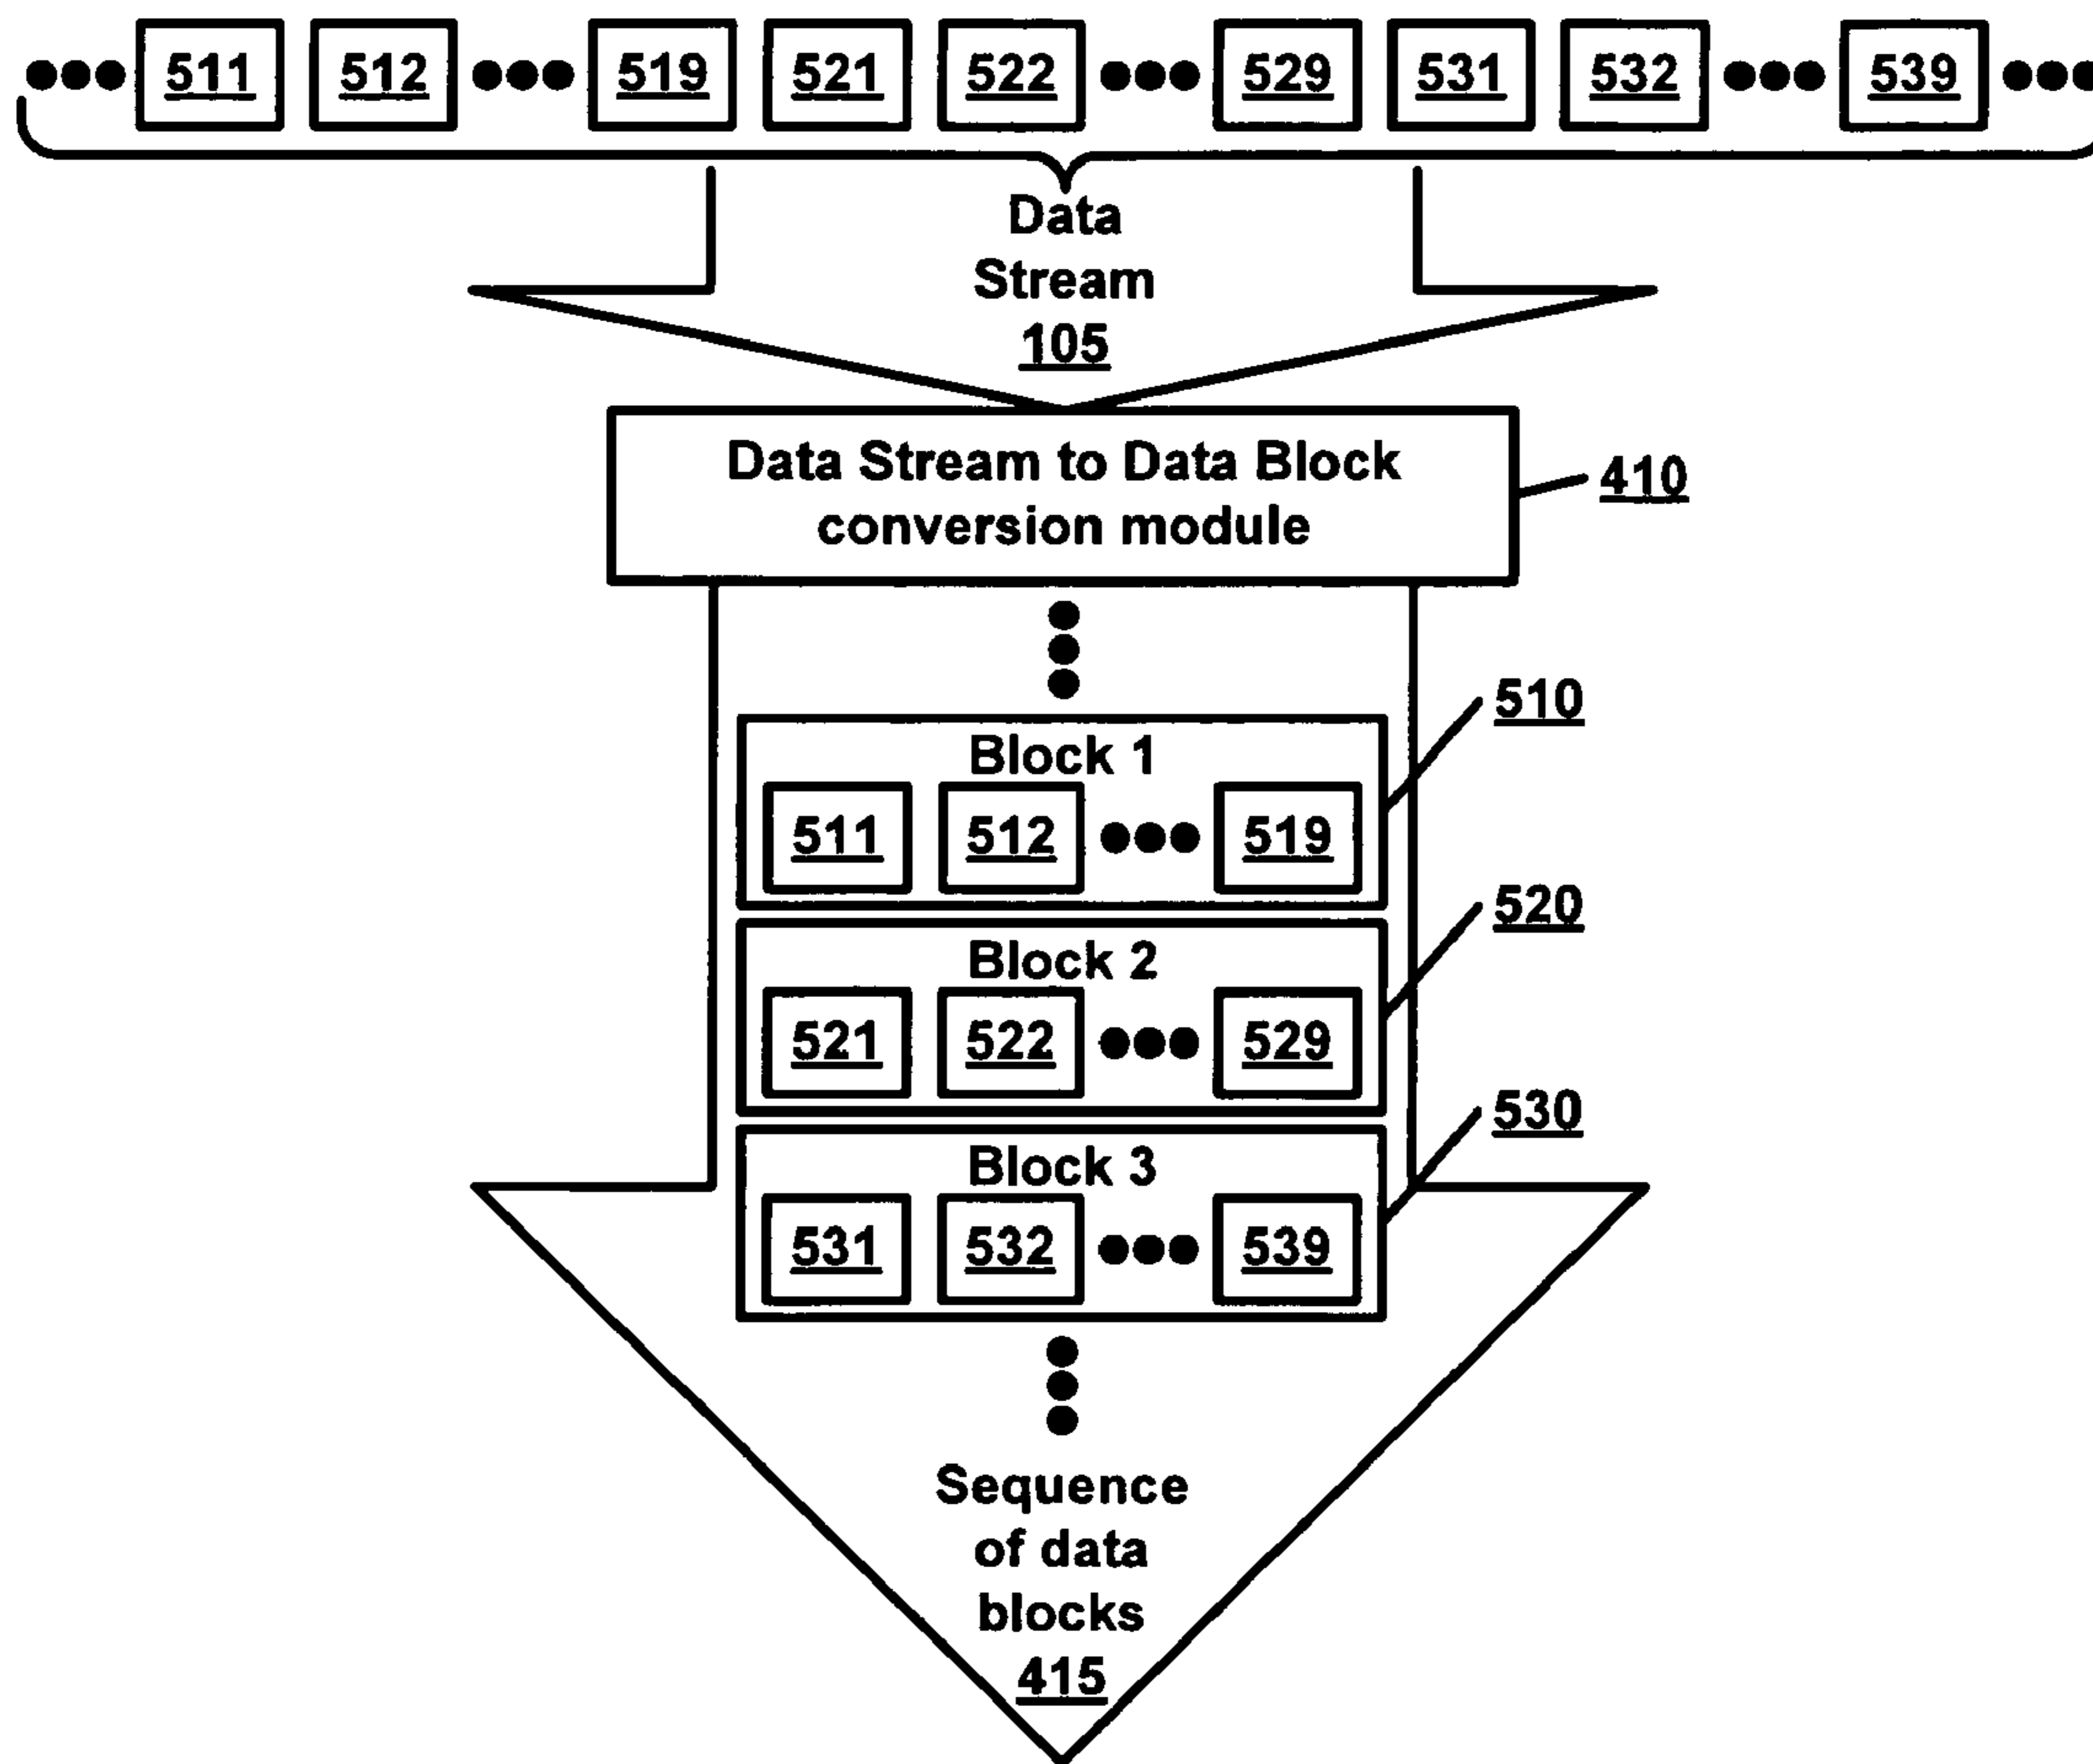 511 512 519 521 522 529 531 532 539
Data
Stream
105
Data Stream to Data Block
conversion module
410
510
Block 1
511 512 519
520
Block 2
521 522 529
530
Block 3
531 532 539
Sequence
of data
blocks
415